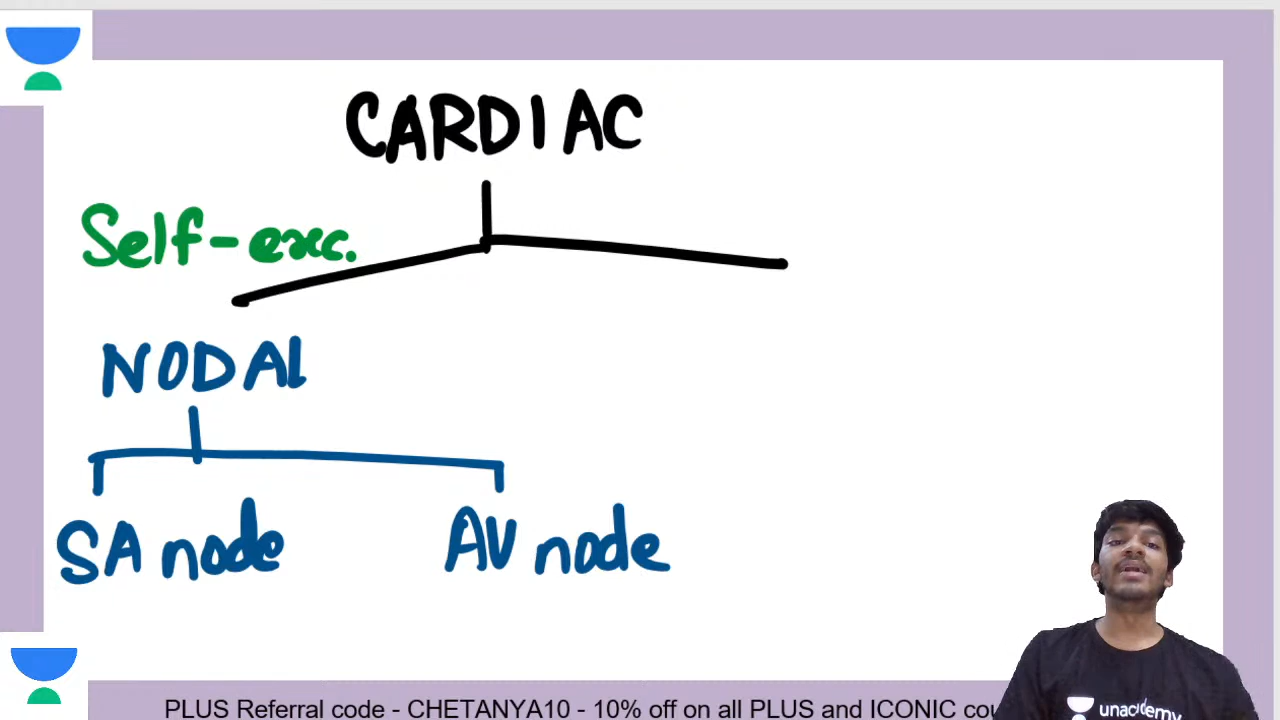 CARDIAC
Self-exc.
NODAL
SA node
AV node
unacademy
PLUS Referral code - CHETANYA10 - 10% off on all PLUS and ICONIC cou